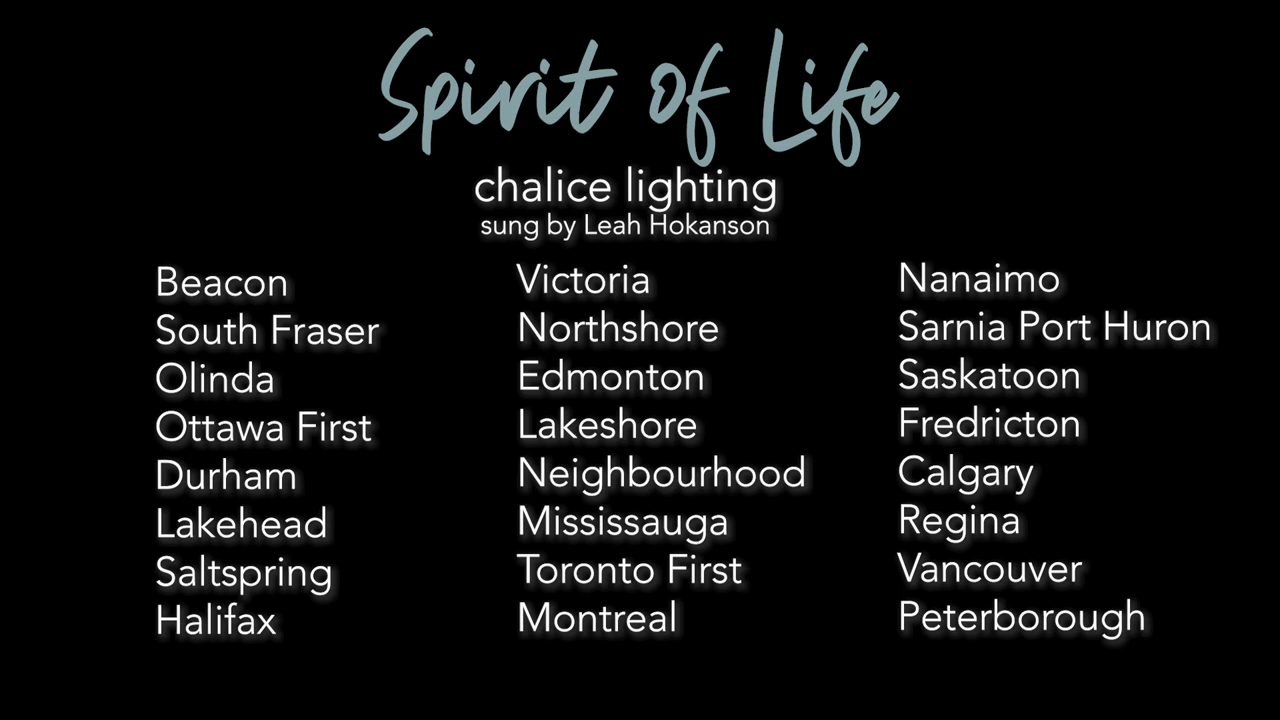 Spirit of Life
chalice lighting
sung by Leah Hokanson
Beacon
South Fraser
Olinda
Ottawa First
Durham
Lakehead
Saltspring
Halifax
Victoria
Northshore
Edmonton
Lakeshore
Neighbourhood
Mississauga
Toronto First
Montreal
Nanaimo
Sarnia Port Huron
Saskatoon
Fredricton
Calgary
Regina
Vancouver
Peterborough